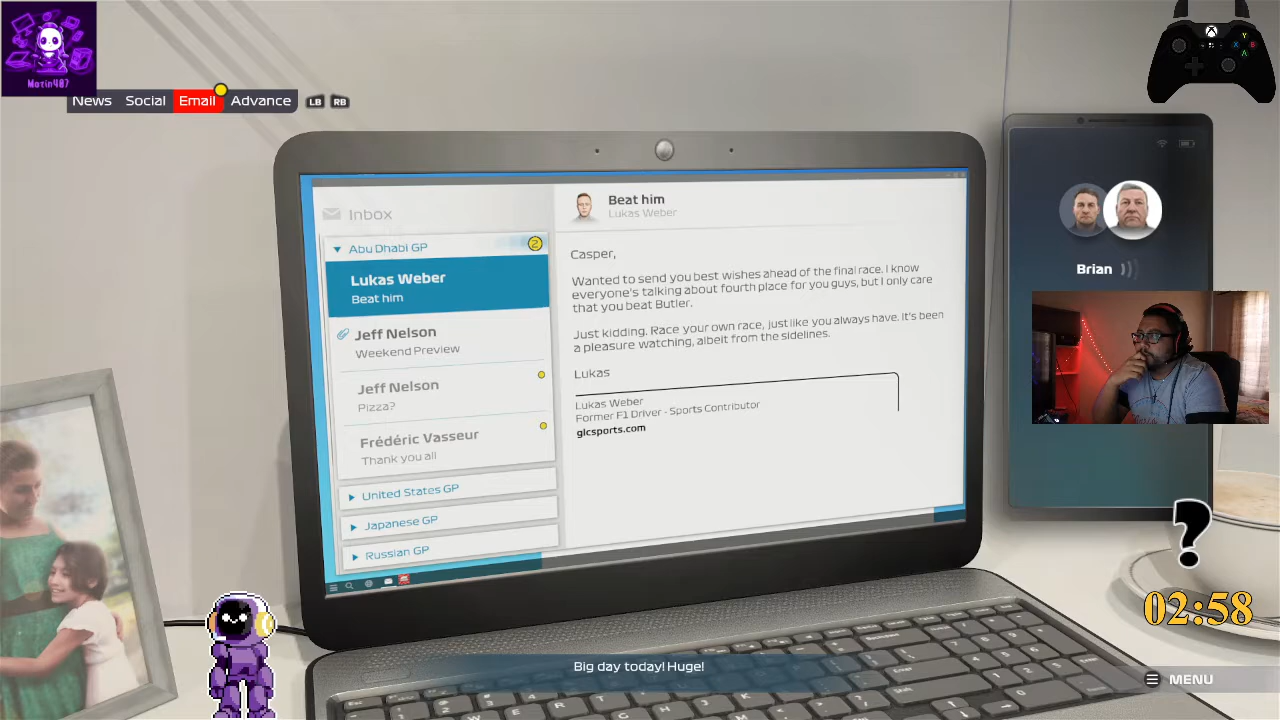 Matin487
News Social Email Advance LB RB
Inbox
Abu Dhabi GP 2
Lukas Weber
Beat him
Jeff Nelson
Weekend Preview
Jeff Nelson
Pizza?
Frédéric Vasseur
Thank you all
United States GP
Japanese GP
Russian GP
Beat him
Lukas Weber
Casper,
Wanted to send you best wishes ahead of the final race. I know
everyone's talking about fourth place for you guys, but I only care
that you beat Butler.
Just kidding. Race your own race, just like you always have. It's been
a pleasure watching, albeit from the sidelines.
Lukas
Lukas Weber
Former F1 Driver - Sports Contributor
glcsports.com
Brian
?
02:58
Big day today! Huge!
MENU